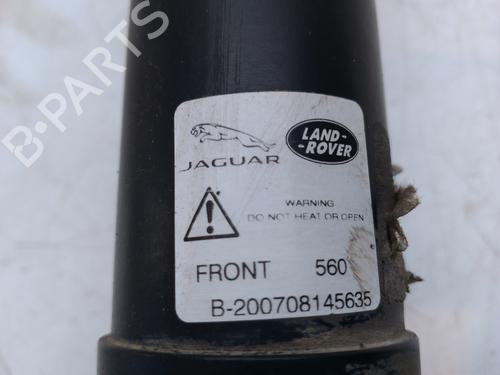 B-PARTS
JAGUAR
LAND-
-ROVER
WARNING
DO NOT HEAT OR OPEN
FRONT 560
B-200708145635